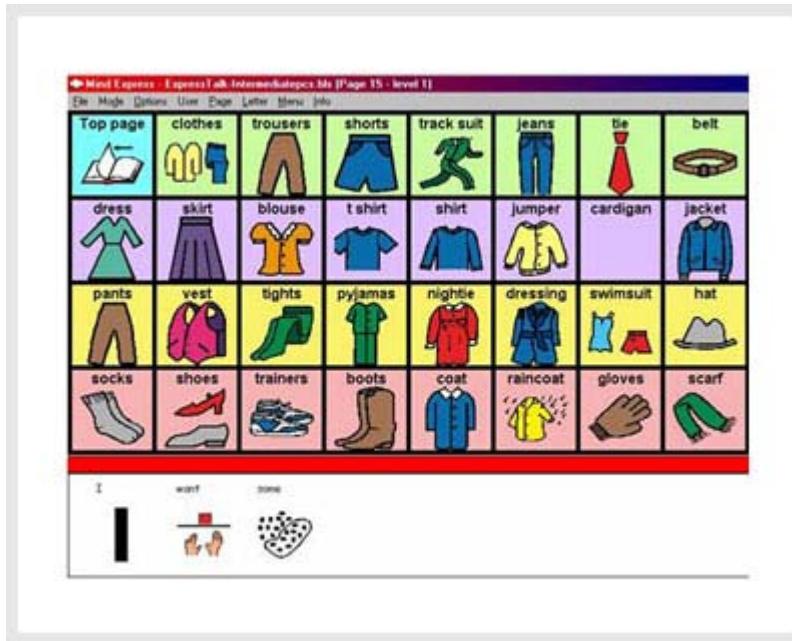 Mind Express - ExpressTalk-Intermediatepcs.bls (Page 15 - level 1)
File Mode Options User Page Letter Menu Info
Top page clothes trousers shorts track suit jeans tie belt
dress skirt blouse t shirt shirt jumper cardigan jacket
pants vest tights pyjamas nightie dressing swimsuit hat
socks shoes trainers boots coat raincoat gloves scarf
I want some